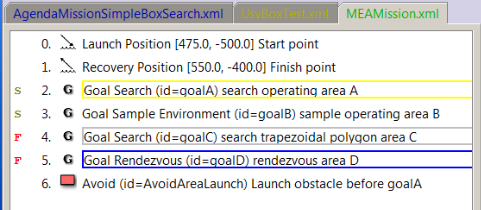 AgendaMissionSimpleBoxSearch.xml UsvBoxTest.xml MEAMission.xml
0. Launch Position [475.0, -500.0] Start point
1. Recovery Position [550.0, -400.0] Finish point
S 2. G Goal Search (id=goalA) search operating area A
S 3. G Goal Sample Environment (id=goalB) sample operating area B
F 4. G Goal Search (id=goalC) search trapezoidal polygon area C
F 5. G Goal Rendezvous (id=goalD) rendezvous area D
6. Avoid (id=AvoidAreaLaunch) Launch obstacle before goalA